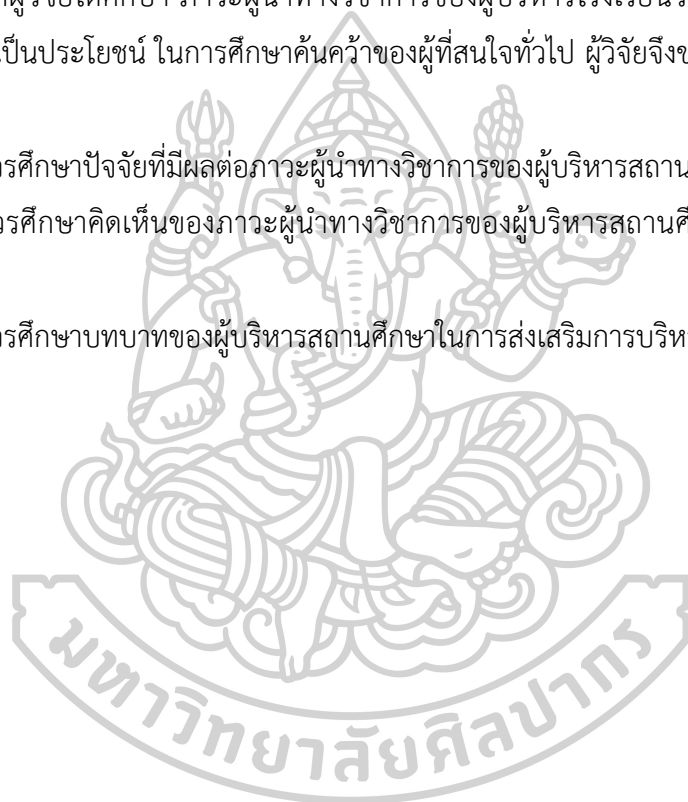 ผู้วิจัยได้ศึกษา ภาวะผู้นำทางวิชาการของผู้บริหารโรงเรียน
เป็นประโยชน์ ในการศึกษาค้นคว้าของผู้ที่สนใจทั่วไป ผู้วิจัยจึงข
รศึกษาปัจจัยที่มีผลต่อภาวะผู้นำทางวิชาการของผู้บริหารสถาน
รศึกษาคิดเห็นของภาวะผู้นำทางวิชาการของผู้บริหารสถานศึ
รศึกษาบทบาทของผู้บริหารสถานศึกษาในการส่งเสริมการบริห
มหาวิทยาลัยศิลปากร